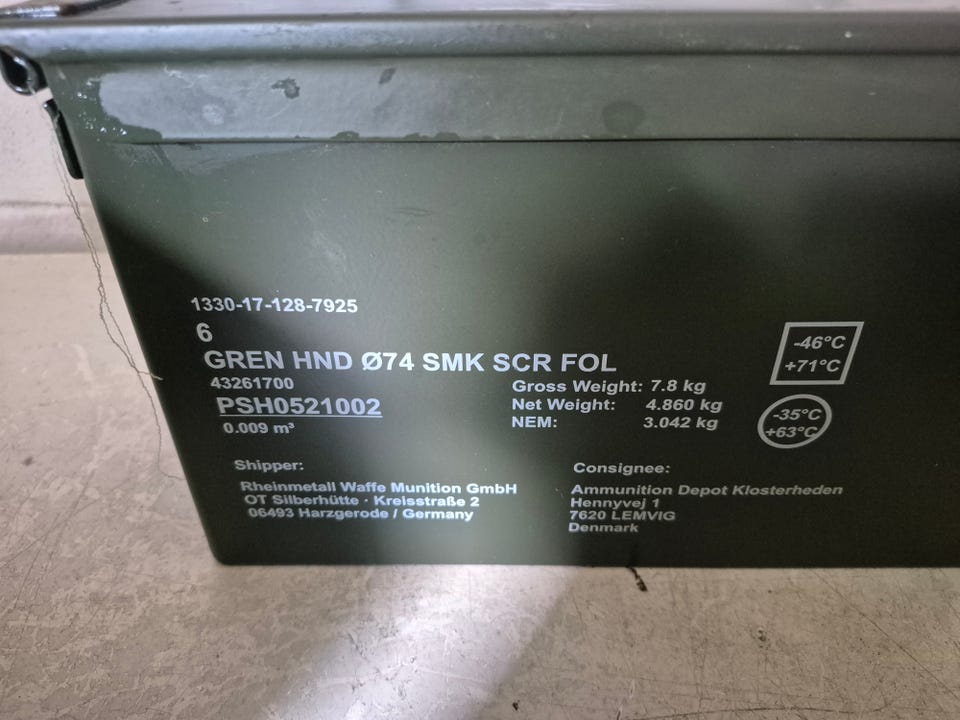 1330-17-128-7925
6
GREN HND Ø74 SMK SCR FOL
43261700
PSH0521002
0.009 m³
Gross Weight: 7.8 kg
Net Weight: 4.860 kg
NEM: 3.042 kg
-46°C
+71°C
-35°C
+63°C
Shipper:
Rheinmetall Waffe Munition GmbH
OT Silberhütte · Kreisstraße 2
06493 Harzgerode / Germany
Consignee:
Ammunition Depot Klosterheden
Hennyvej 1
7620 LEMVIG
Denmark